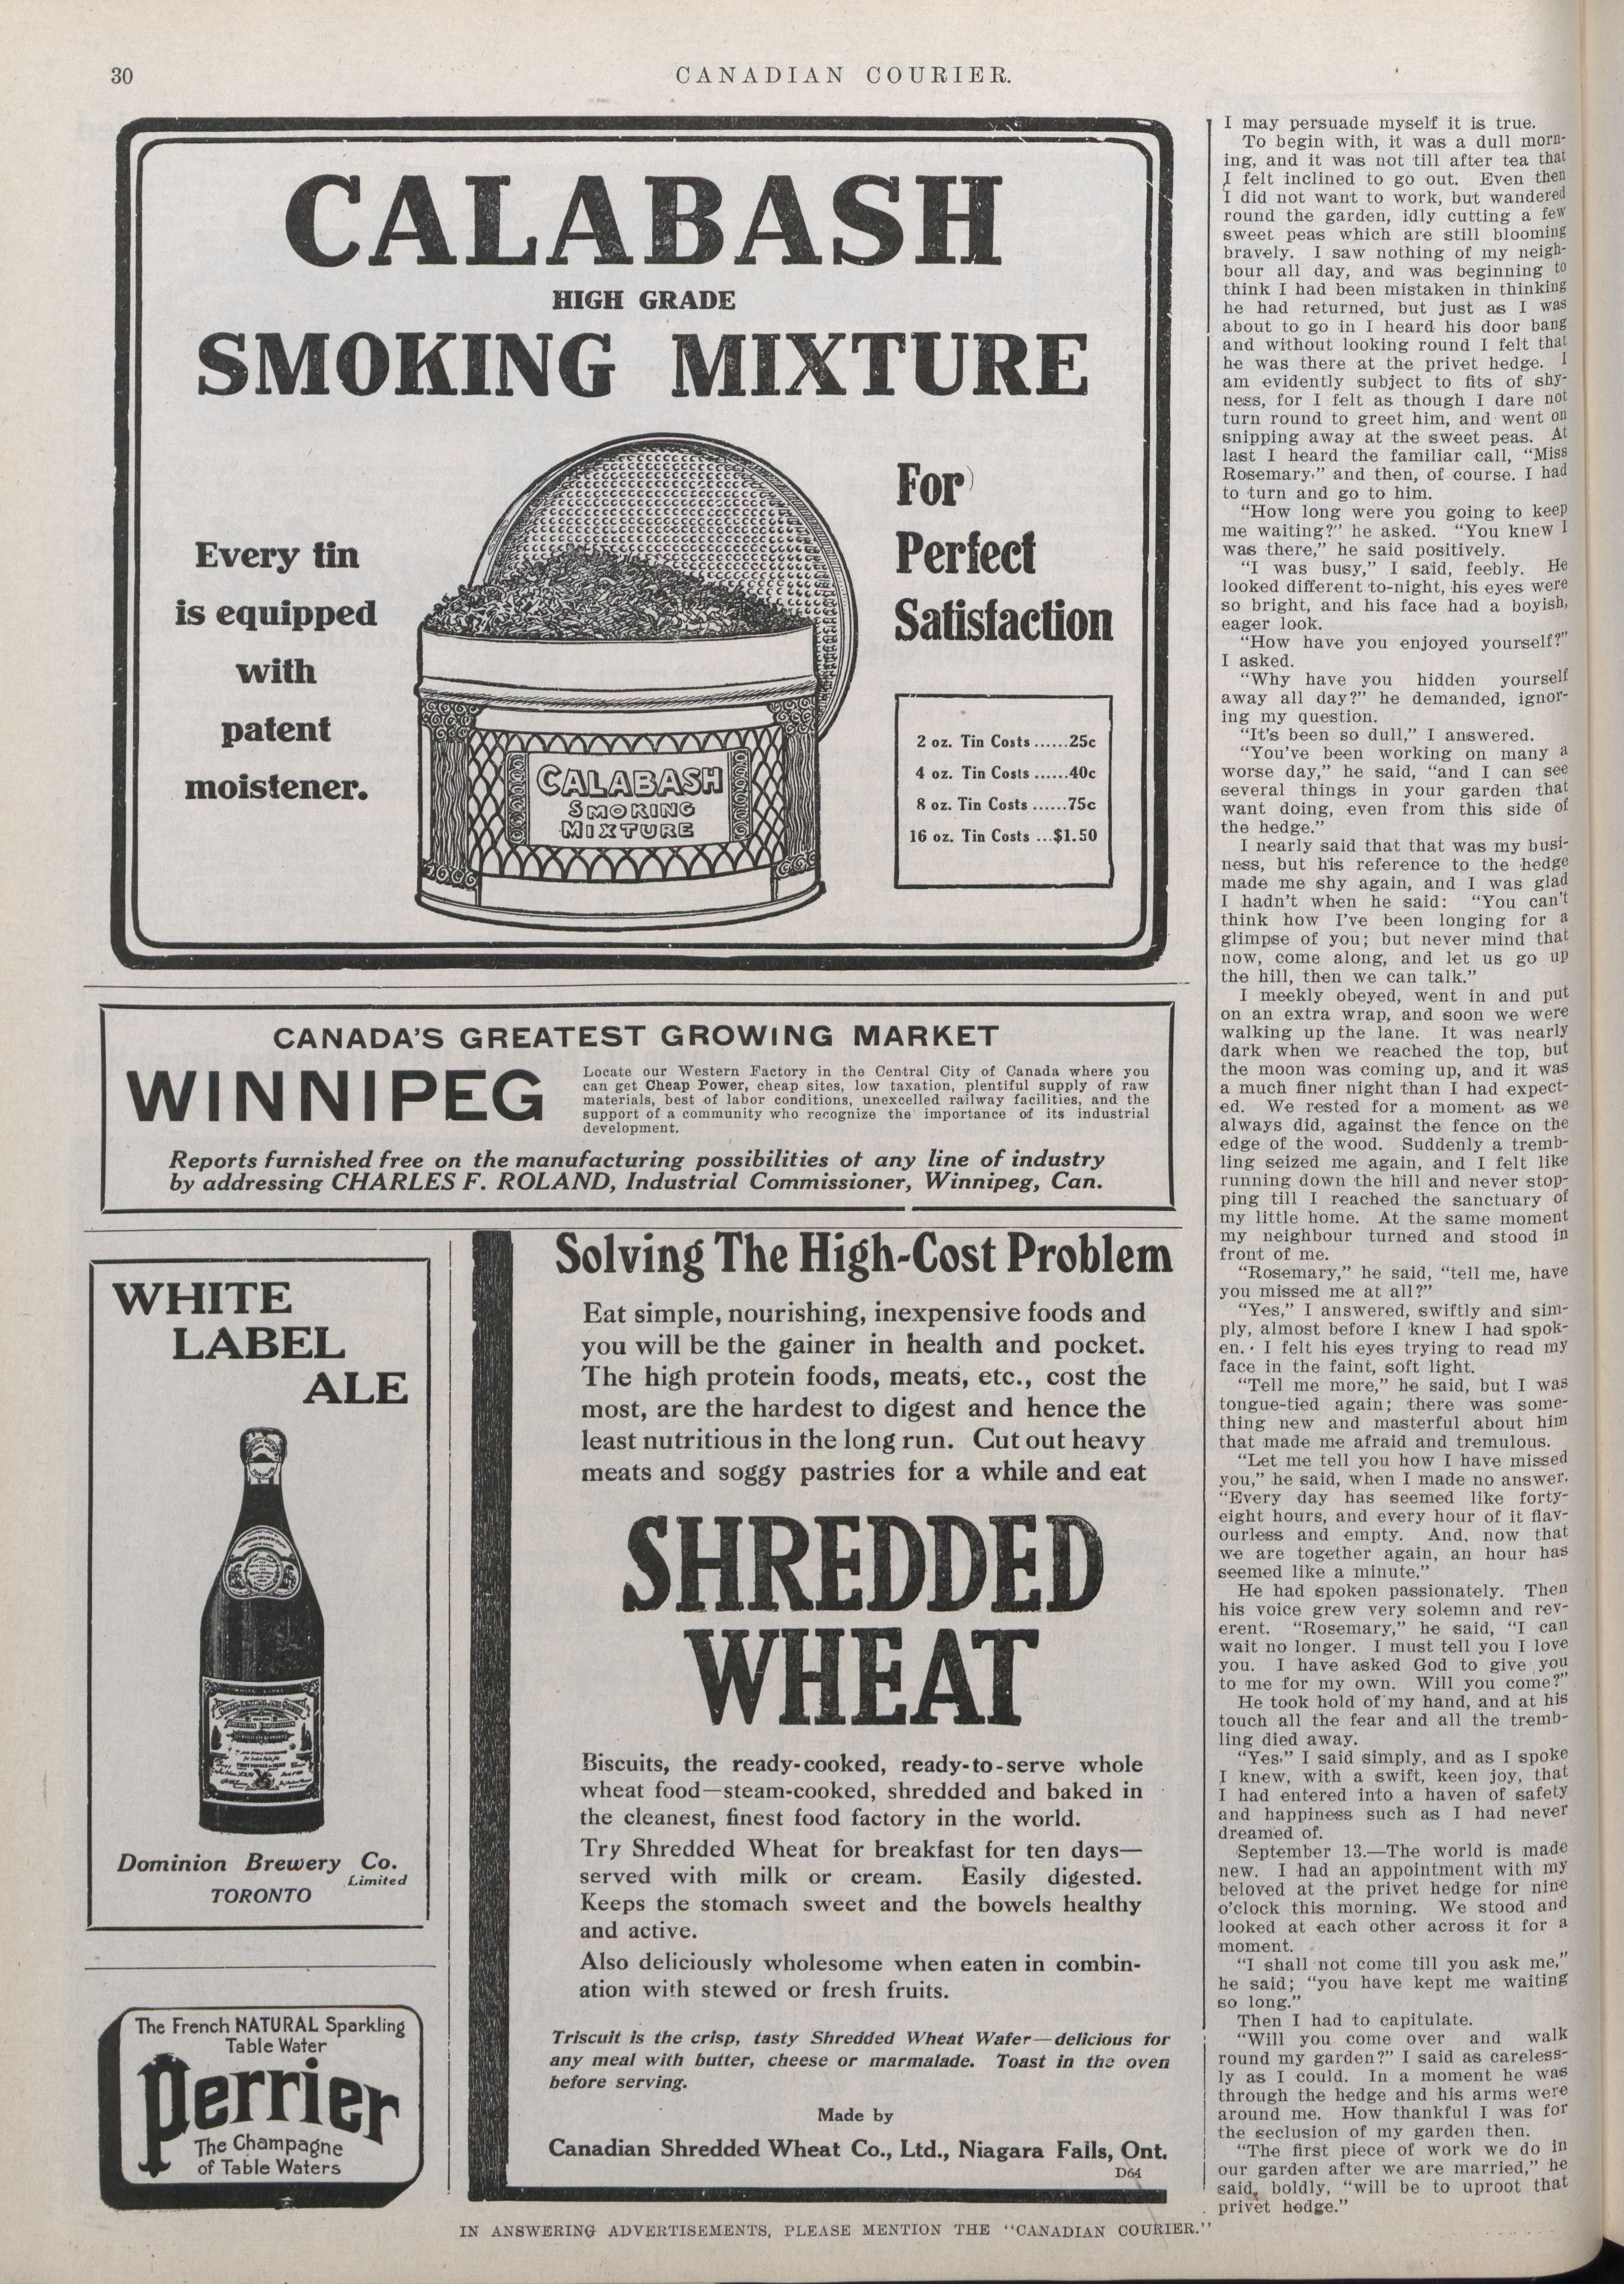 30
CANADIAN COURIER.
CALABASH
HIGH GRADE
SMOKING MIXTURE
Every tin
is equipped
with
patent
moistener.
CALABASH
SMOKING
MIXTURE
For
Perfect
Satisfaction
2 oz. Tin Costs ......25c
4 oz. Tin Costs ......40c
8 oz. Tin Costs ......75c
16 oz. Tin Costs ...$1.50
CANADA'S GREATEST GROWING MARKET
WINNIPEG
Locate our Western Factory in the Central City of Canada where you
can get Cheap Power, cheap sites, low taxation, plentiful supply of raw
materials, best of labor conditions, unexcelled railway facilities, and the
support of a community who recognize the importance of its industrial
development.
Reports furnished free on the manufacturing possibilities of any line of industry
by addressing CHARLES F. ROLAND, Industrial Commissioner, Winnipeg, Can.
WHITE
LABEL
ALE
Dominion Brewery Co.
Limited
TORONTO
The French NATURAL Sparkling
Table Water
Perrier
The Champagne
of Table Waters
Solving The High-Cost Problem
Eat simple, nourishing, inexpensive foods and
you will be the gainer in health and pocket.
The high protein foods, meats, etc., cost the
most, are the hardest to digest and hence the
least nutritious in the long run. Cut out heavy
meats and soggy pastries for a while and eat
SHREDDED
WHEAT
Biscuits, the ready-cooked, ready-to-serve whole
wheat food—steam-cooked, shredded and baked in
the cleanest, finest food factory in the world.
Try Shredded Wheat for breakfast for ten days—
served with milk or cream. Easily digested.
Keeps the stomach sweet and the bowels healthy
and active.
Also deliciously wholesome when eaten in combin-
ation with stewed or fresh fruits.
Triscuit is the crisp, tasty Shredded Wheat Wafer—delicious for
any meal with butter, cheese or marmalade. Toast in the oven
before serving.
Made by
Canadian Shredded Wheat Co., Ltd., Niagara Falls, Ont.
D64
I may persuade myself it is true.
To begin with, it was a dull morn-
ing, and it was not till after tea that
I felt inclined to go out. Even then
I did not want to work, but wandered
round the garden, idly cutting a few
sweet peas which are still blooming
bravely. I saw nothing of my neigh-
bour all day, and was beginning to
think I had been mistaken in thinking
he had returned, but just as I was
about to go in I heard his door bang
and without looking round I felt that
he was there at the privet hedge. I
am evidently subject to fits of shy-
ness, for I felt as though I dare not
turn round to greet him, and went on
snipping away at the sweet peas. At
last I heard the familiar call, "Miss
Rosemary," and then, of course. I had
to turn and go to him.
"How long were you going to keep
me waiting?" he asked. "You knew I
was there," he said positively.
"I was busy," I said, feebly. He
looked different to-night, his eyes were
so bright, and his face had a boyish,
eager look.
"How have you enjoyed yourself?"
I asked.
"Why have you hidden yourself
away all day?" he demanded, ignor-
ing my question.
"It's been so dull," I answered.
"You've been working on many a
worse day," he said, "and I can see
several things in your garden that
want doing, even from this side of
the hedge."
I nearly said that that was my busi-
ness, but his reference to the hedge
made me shy again, and I was glad
I hadn't when he said: "You can't
think how I've been longing for a
glimpse of you; but never mind that
now, come along, and let us go up
the hill, then we can talk."
I meekly obeyed, went in and put
on an extra wrap, and soon we were
walking up the lane. It was nearly
dark when we reached the top, but
the moon was coming up, and it was
a much finer night than I had expect-
ed. We rested for a moment, as we
always did, against the fence on the
edge of the wood. Suddenly a tremb-
ling seized me again, and I felt like
running down the hill and never stop-
ping till I reached the sanctuary of
my little home. At the same moment
my neighbour turned and stood in
front of me.
"Rosemary," he said, "tell me, have
you missed me at all?"
"Yes," I answered, swiftly and sim-
ply, almost before I knew I had spok-
en. I felt his eyes trying to read my
face in the faint, soft light.
"Tell me more," he said, but I was
tongue-tied again; there was some-
thing new and masterful about him
that made me afraid and tremulous.
"Let me tell you how I have missed
you," he said, when I made no answer.
"Every day has seemed like forty-
eight hours, and every hour of it flav-
ourless and empty. And, now that
we are together again, an hour has
seemed like a minute."
He had spoken passionately. Then
his voice grew very solemn and rev-
erent. "Rosemary," he said, "I can
wait no longer. I must tell you I love
you. I have asked God to give you
to me for my own. Will you come?"
He took hold of my hand, and at his
touch all the fear and all the tremb-
ling died away.
"Yes," I said simply, and as I spoke
I knew, with a swift, keen joy, that
I had entered into a haven of safety
and happiness such as I had never
dreamed of.
September 13.—The world is made
new. I had an appointment with my
beloved at the privet hedge for nine
o'clock this morning. We stood and
looked at each other across it for a
moment.
"I shall not come till you ask me,"
he said; "you have kept me waiting
so long."
Then I had to capitulate.
"Will you come over and walk
round my garden?" I said as careless-
ly as I could. In a moment he was
through the hedge and his arms were
around me. How thankful I was for
the seclusion of my garden then.
"The first piece of work we do in
our garden after we are married," he
said, boldly, "will be to uproot that
privet hedge."
IN ANSWERING ADVERTISEMENTS, PLEASE MENTION THE "CANADIAN COURIER."